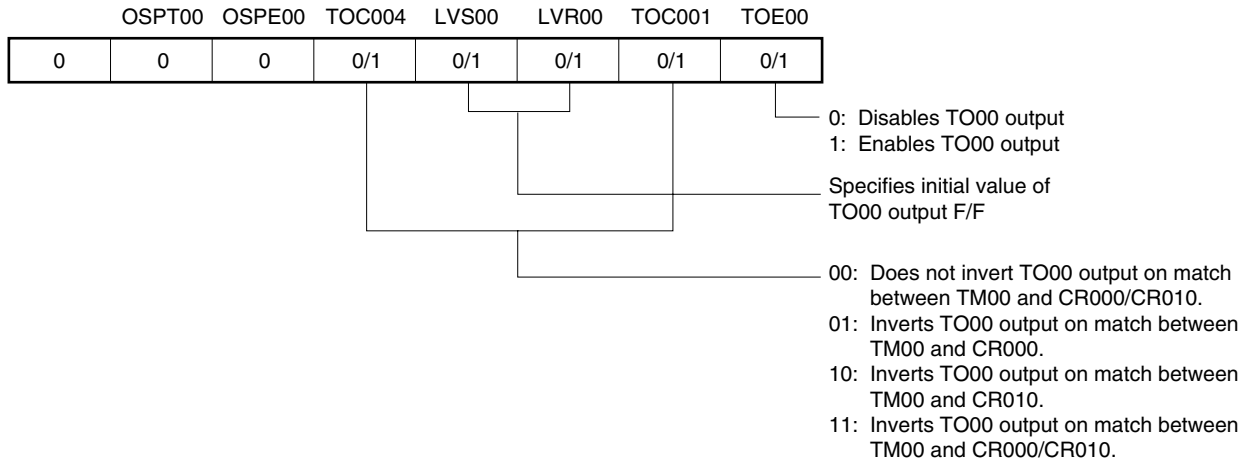 OSPT00 OSPE00 TOC004 LVS00 LVR00 TOC001 TOE00
0 0 0 0/1 0/1 0/1 0/1 0/1
0: Disables TO00 output
1: Enables TO00 output
Specifies initial value of
TO00 output F/F
00: Does not invert TO00 output on match
between TM00 and CR000/CR010.
01: Inverts TO00 output on match between
TM00 and CR000.
10: Inverts TO00 output on match between
TM00 and CR010.
11: Inverts TO00 output on match between
TM00 and CR000/CR010.